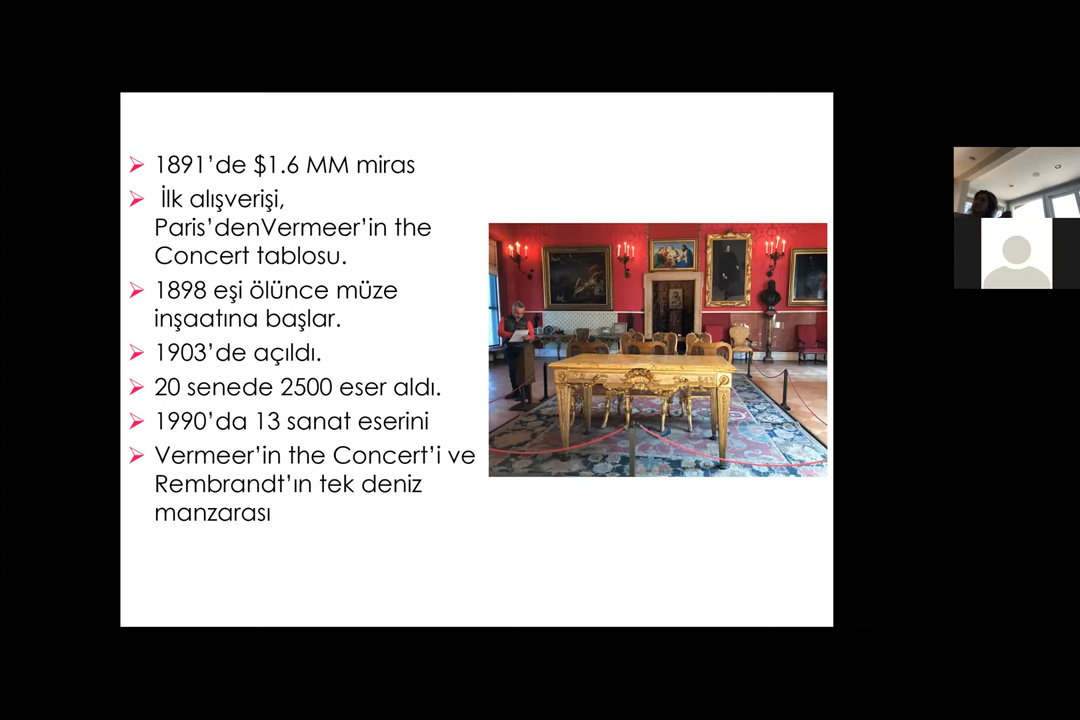 1891’de $1.6 MM miras
İlk alışverişi,
Paris’denVermeer’in the
Concert tablosu.
1898 eşi ölünce müze
inşaatına başlar.
1903’de açıldı.
20 senede 2500 eser aldı.
1990’da 13 sanat eserini
Vermeer’in the Concert’i ve
Rembrandt’ın tek deniz
manzarası